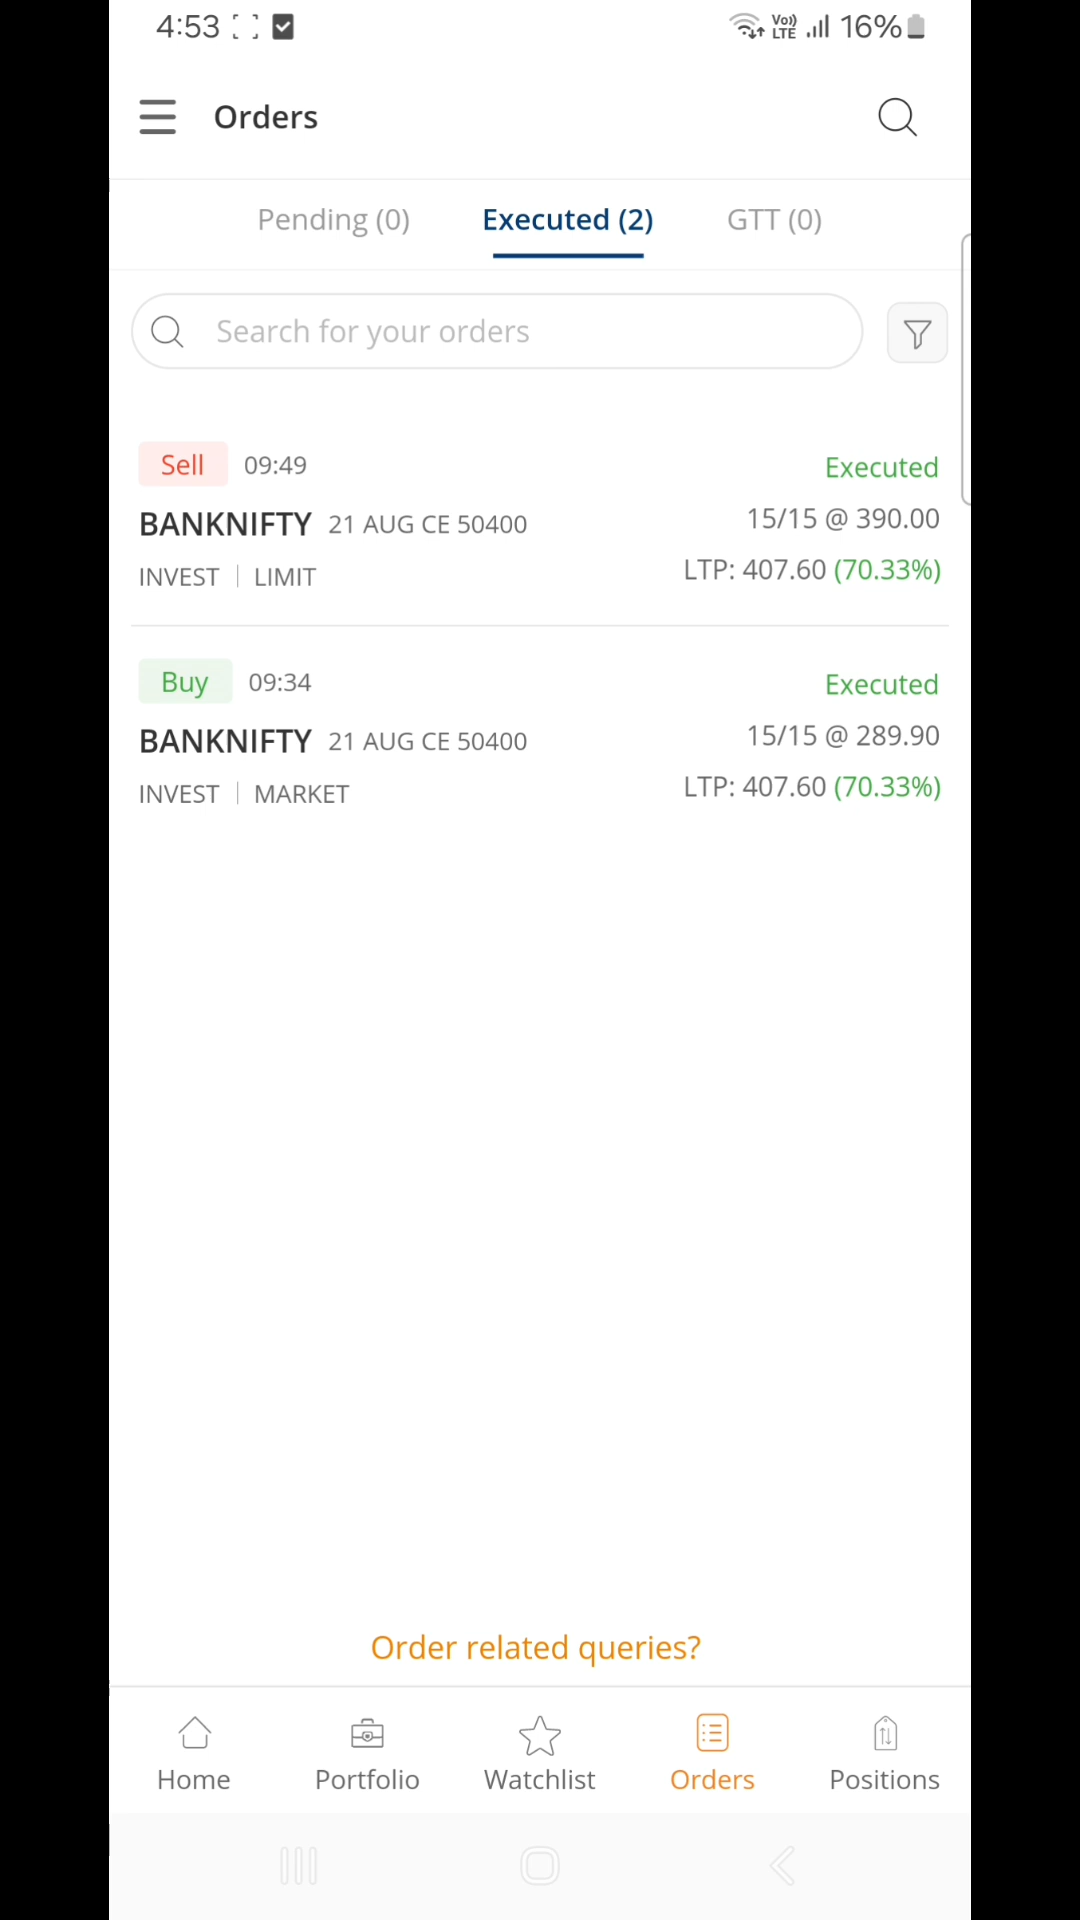 4:53 Vo)) LTE 16%
Orders
Pending (0) Executed (2) GTT (0)
Search for your orders
Sell 09:49 Executed
BANKNIFTY 21 AUG CE 50400 15/15 @ 390.00
INVEST | LIMIT LTP: 407.60 (70.33%)
Buy 09:34 Executed
BANKNIFTY 21 AUG CE 50400 15/15 @ 289.90
INVEST | MARKET LTP: 407.60 (70.33%)
Order related queries?
Home Portfolio Watchlist Orders Positions